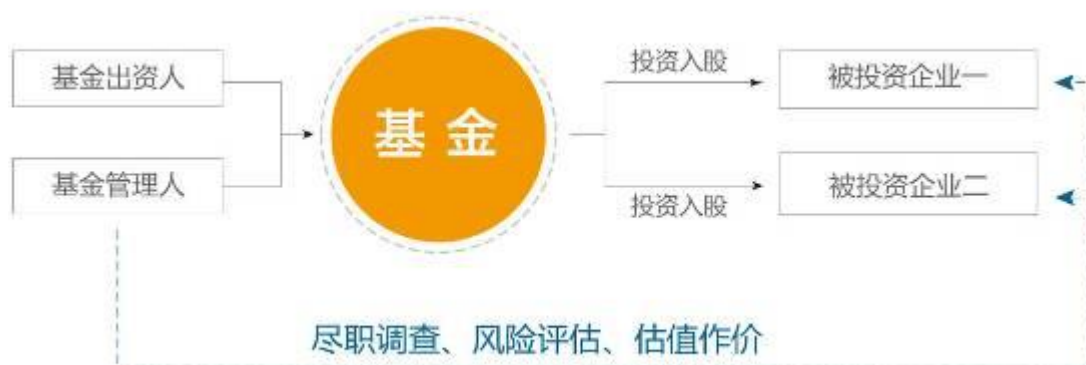 基金出资人
基金管理人
基金
投资入股
投资入股
被投资企业一
被投资企业二
尽职调查、风险评估、估值作价